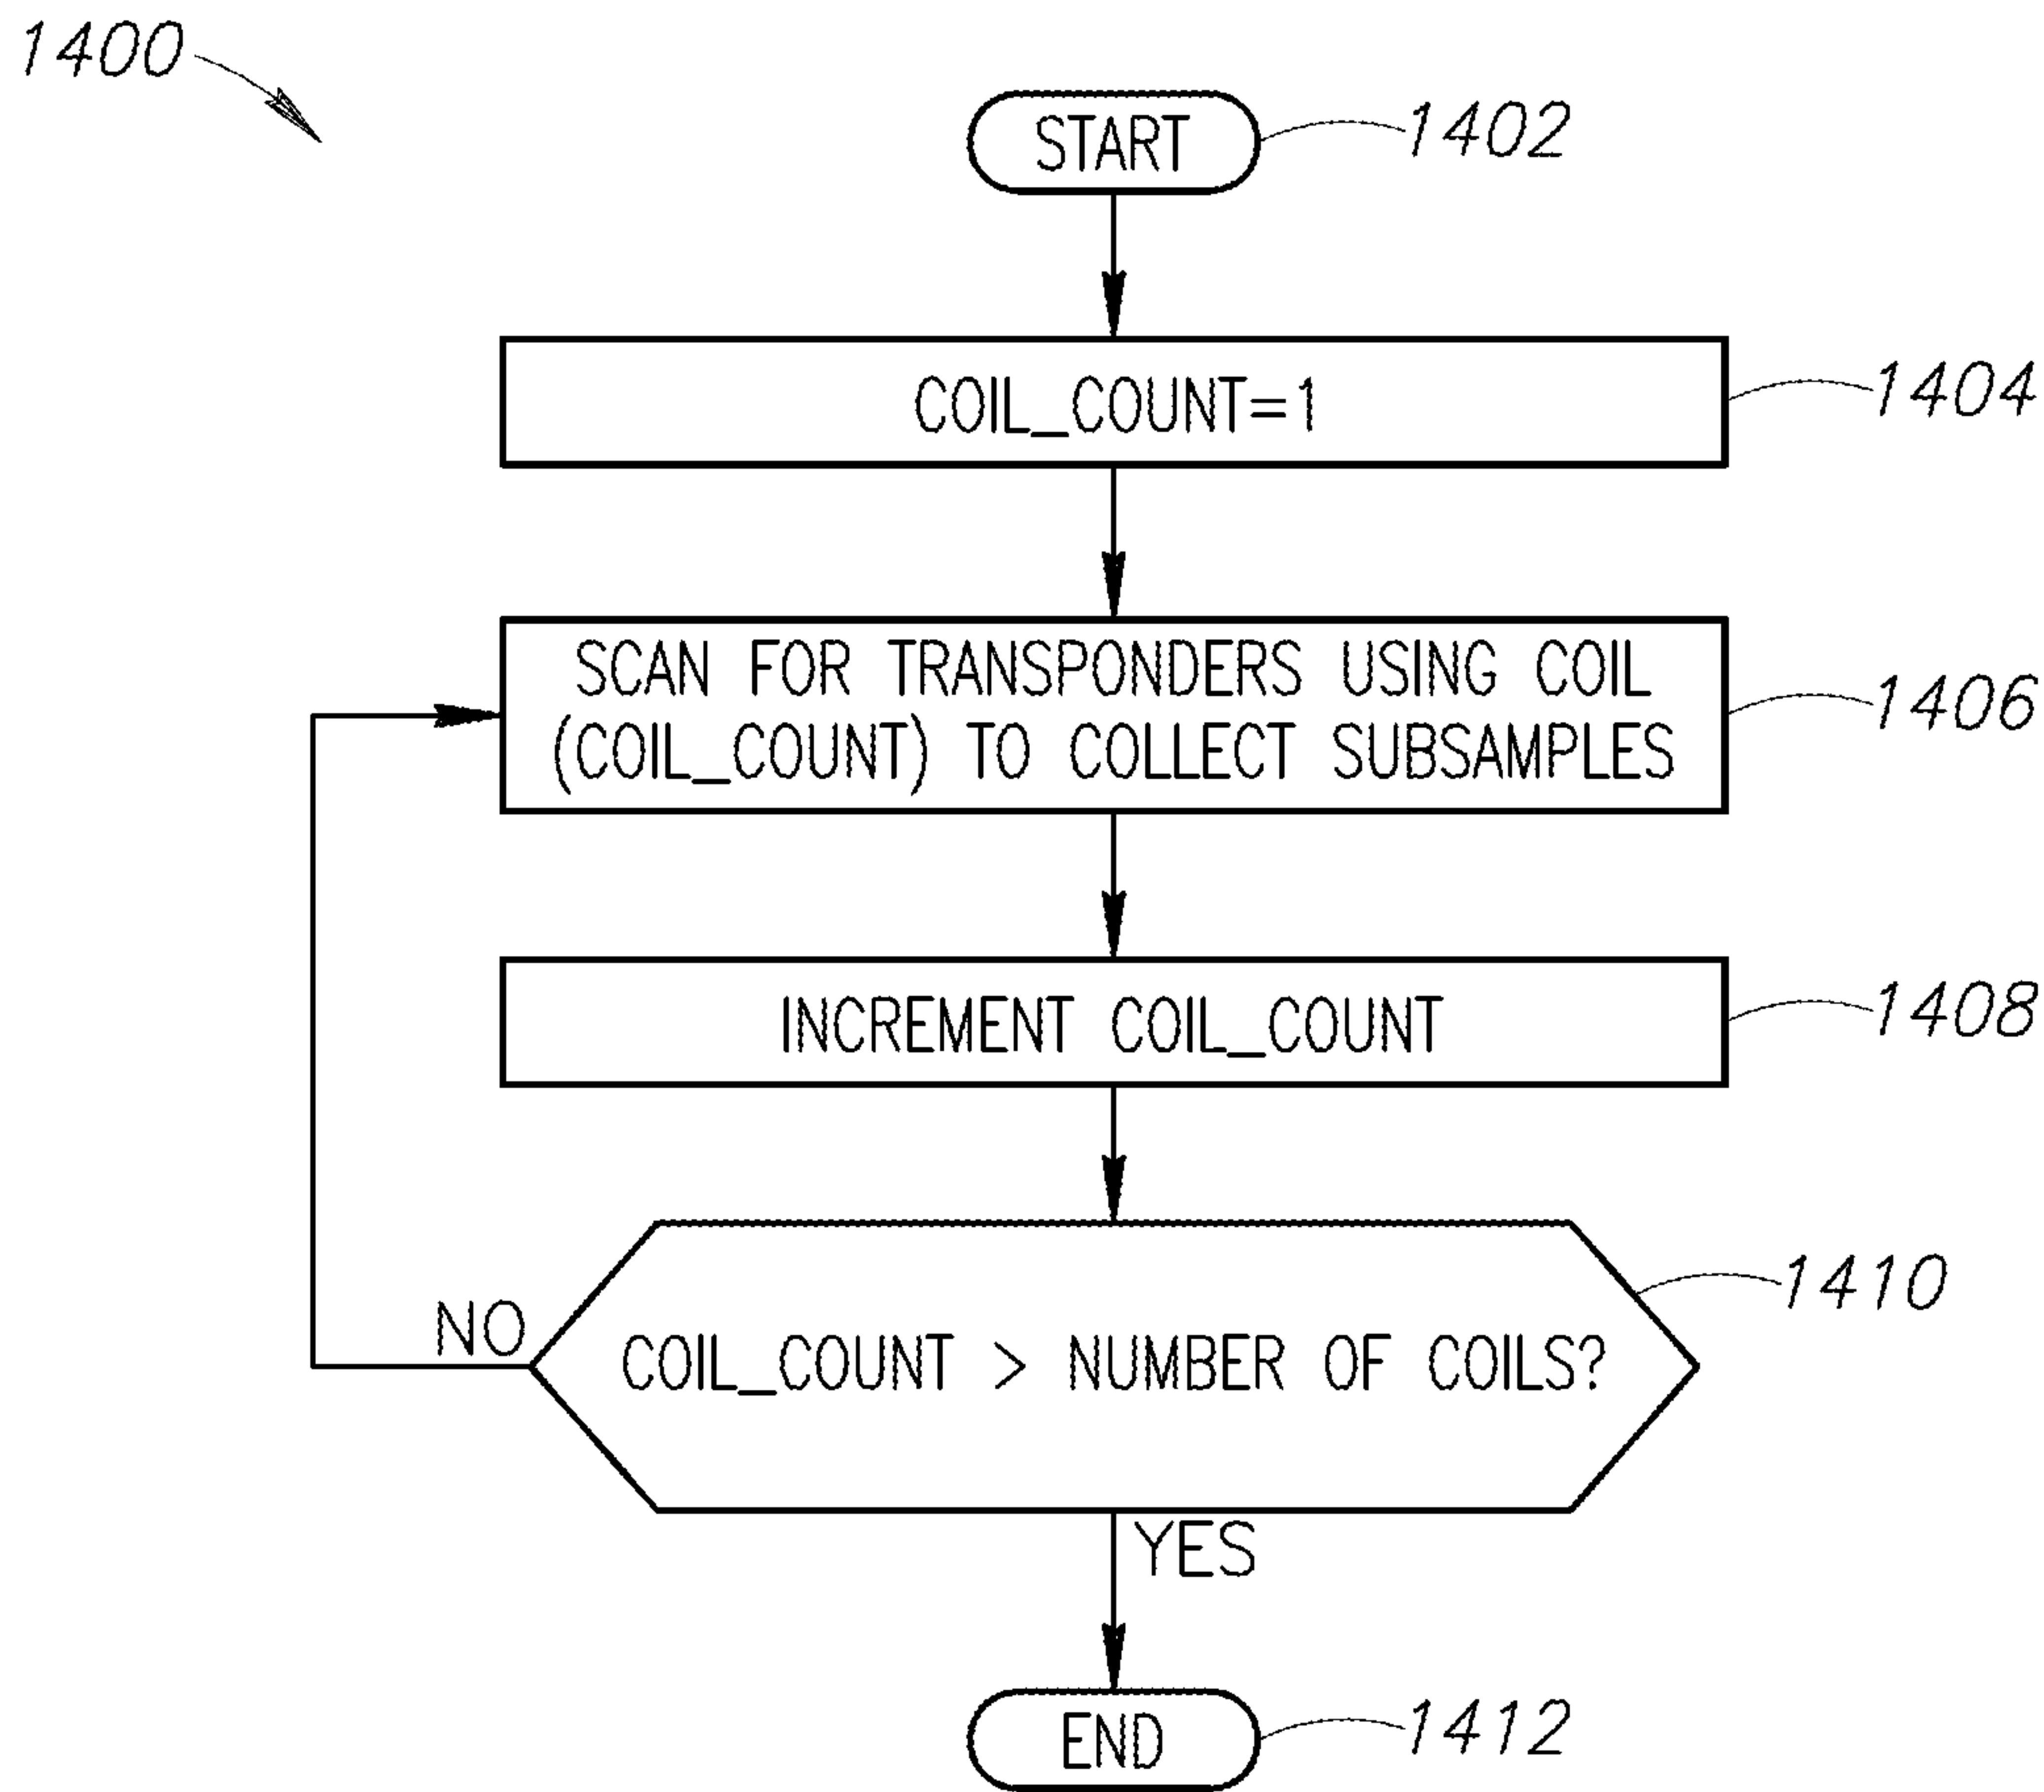 1400
START
1402
COIL_COUNT=1
1404
SCAN FOR TRANSPONDERS USING COIL
(COIL_COUNT) TO COLLECT SUBSAMPLES
1406
INCREMENT COIL_COUNT
1408
COIL_COUNT > NUMBER OF COILS?
1410
NO
YES
END
1412